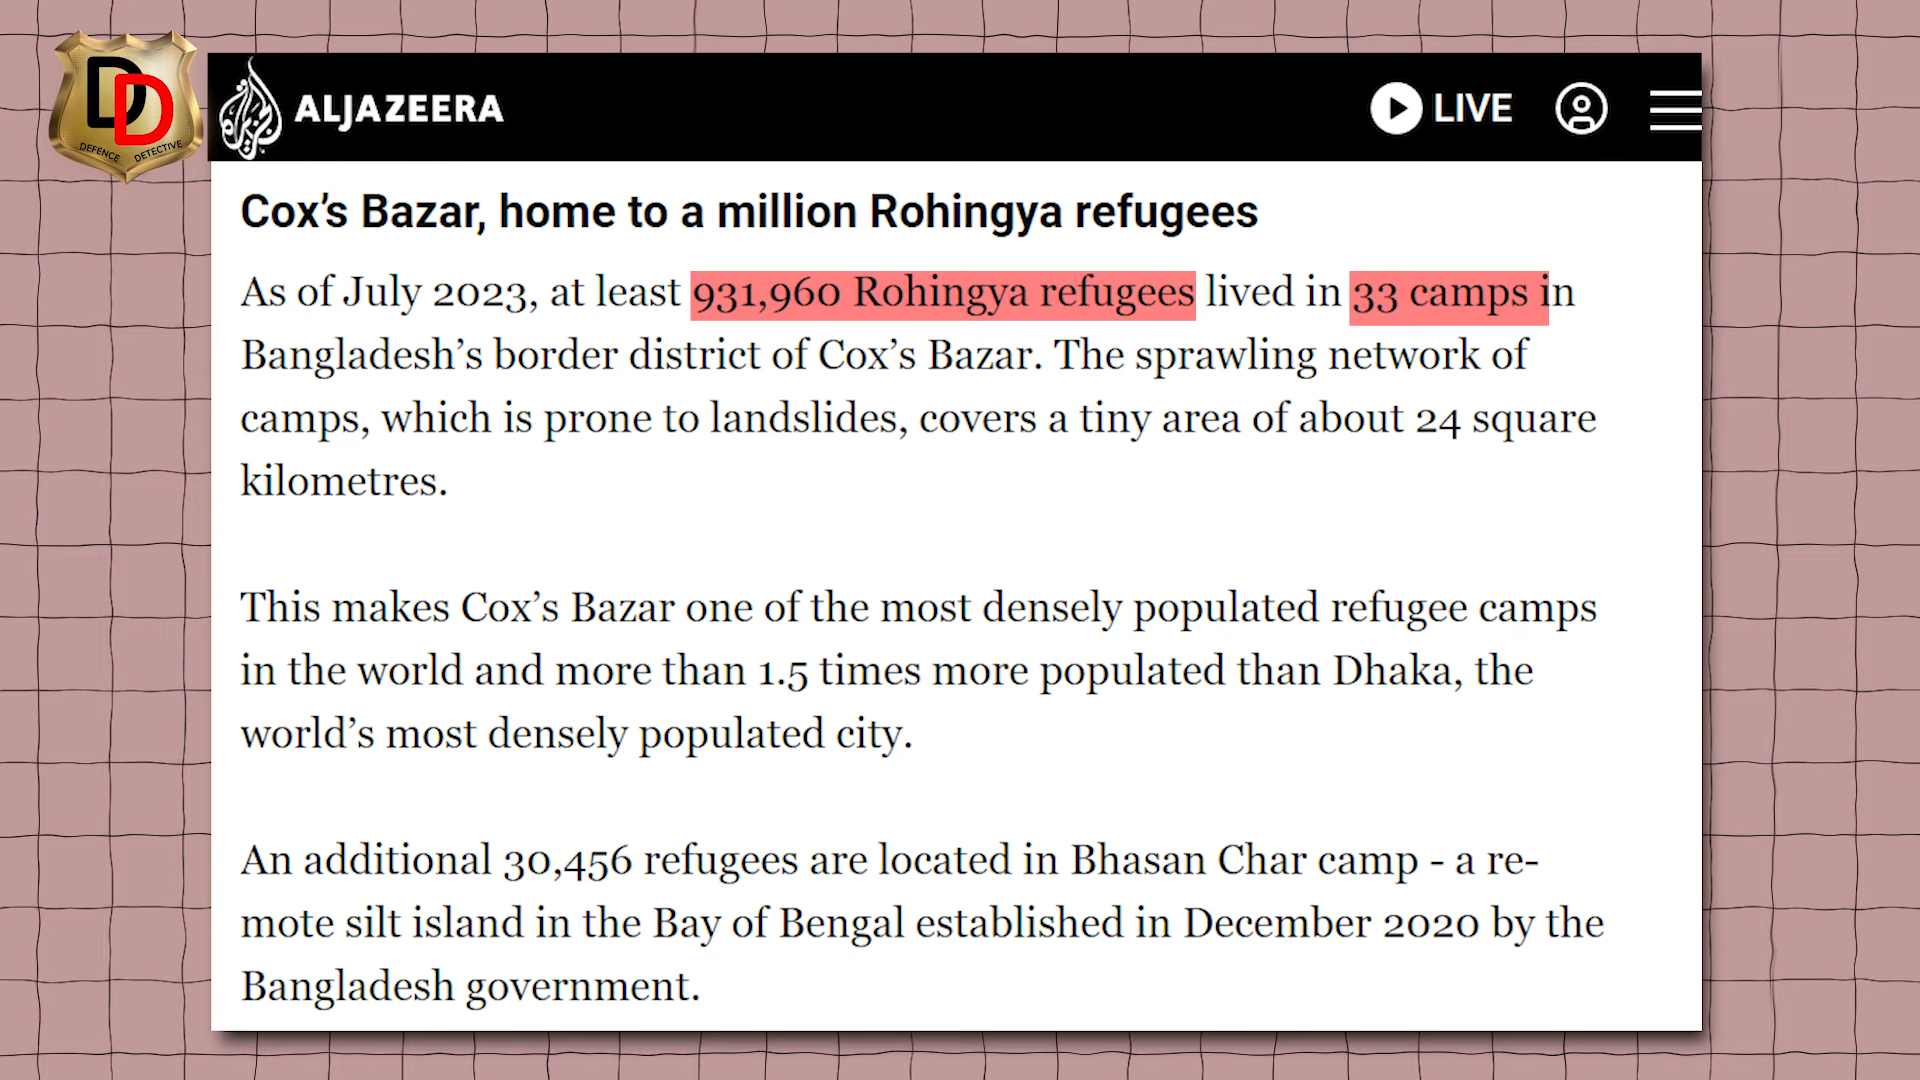 DD
DEFENCE DETECTIVE
ALJAZEERA
LIVE
Cox’s Bazar, home to a million Rohingya refugees
As of July 2023, at least 931,960 Rohingya refugees lived in 33 camps in
Bangladesh’s border district of Cox’s Bazar. The sprawling network of
camps, which is prone to landslides, covers a tiny area of about 24 square
kilometres.
This makes Cox’s Bazar one of the most densely populated refugee camps
in the world and more than 1.5 times more populated than Dhaka, the
world’s most densely populated city.
An additional 30,456 refugees are located in Bhasan Char camp - a re-
mote silt island in the Bay of Bengal established in December 2020 by the
Bangladesh government.